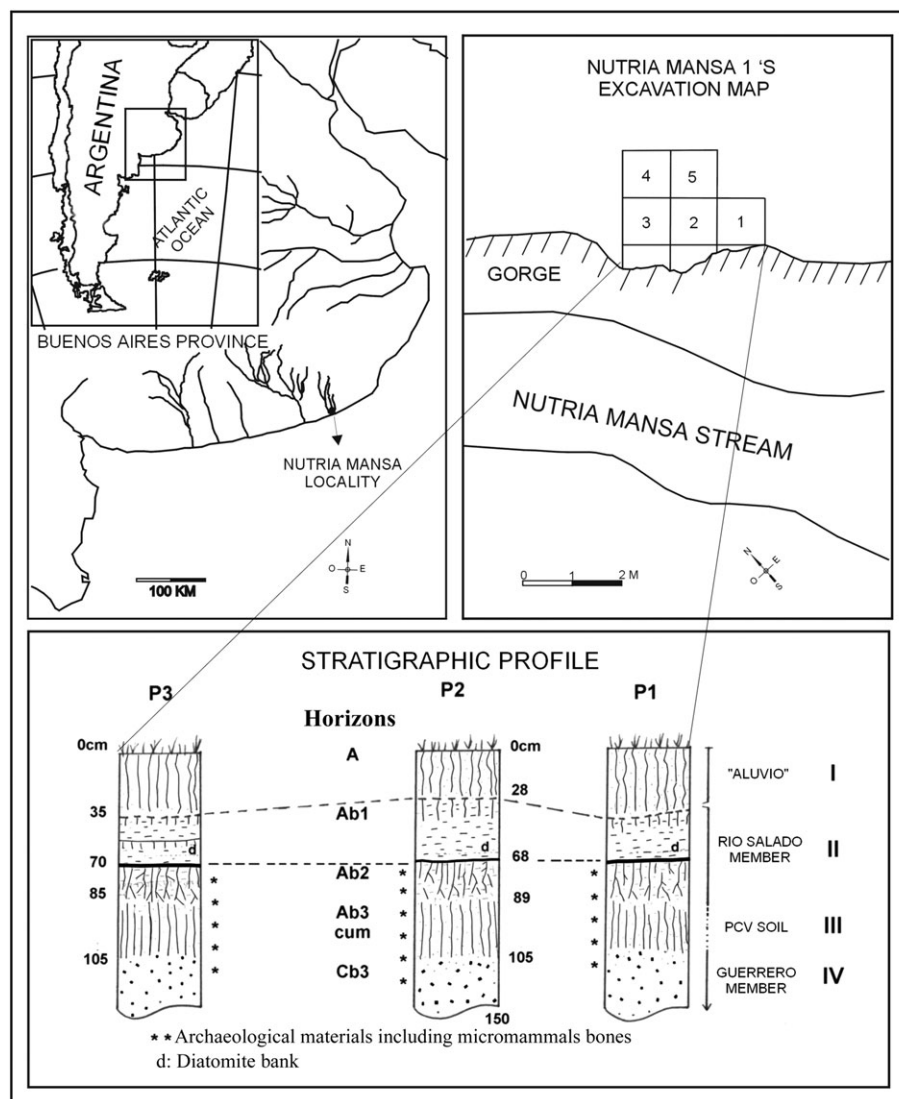 ARGENTINA
ATLANTIC
OCEAN
BUENOS AIRES PROVINCE
NUTRIA MANSA
LOCALITY
100 KM
N
O E
S
NUTRIA MANSA 1 'S
EXCAVATION MAP
4 5
3 2 1
GORGE
NUTRIA MANSA STREAM
0 1 2 M
N E
O S
STRATIGRAPHIC PROFILE
P3 P2 P1
Horizons
0cm A 0cm
28 "ALUVIO" I
35 Ab1
d d d RIO SALADO II
MEMBER
70 68
Ab2
85 89
Ab3
cum PCV SOIL III
105 105
Cb3 GUERRERO IV
MEMBER
150
* * Archaeological materials including micromammals bones
d: Diatomite bank